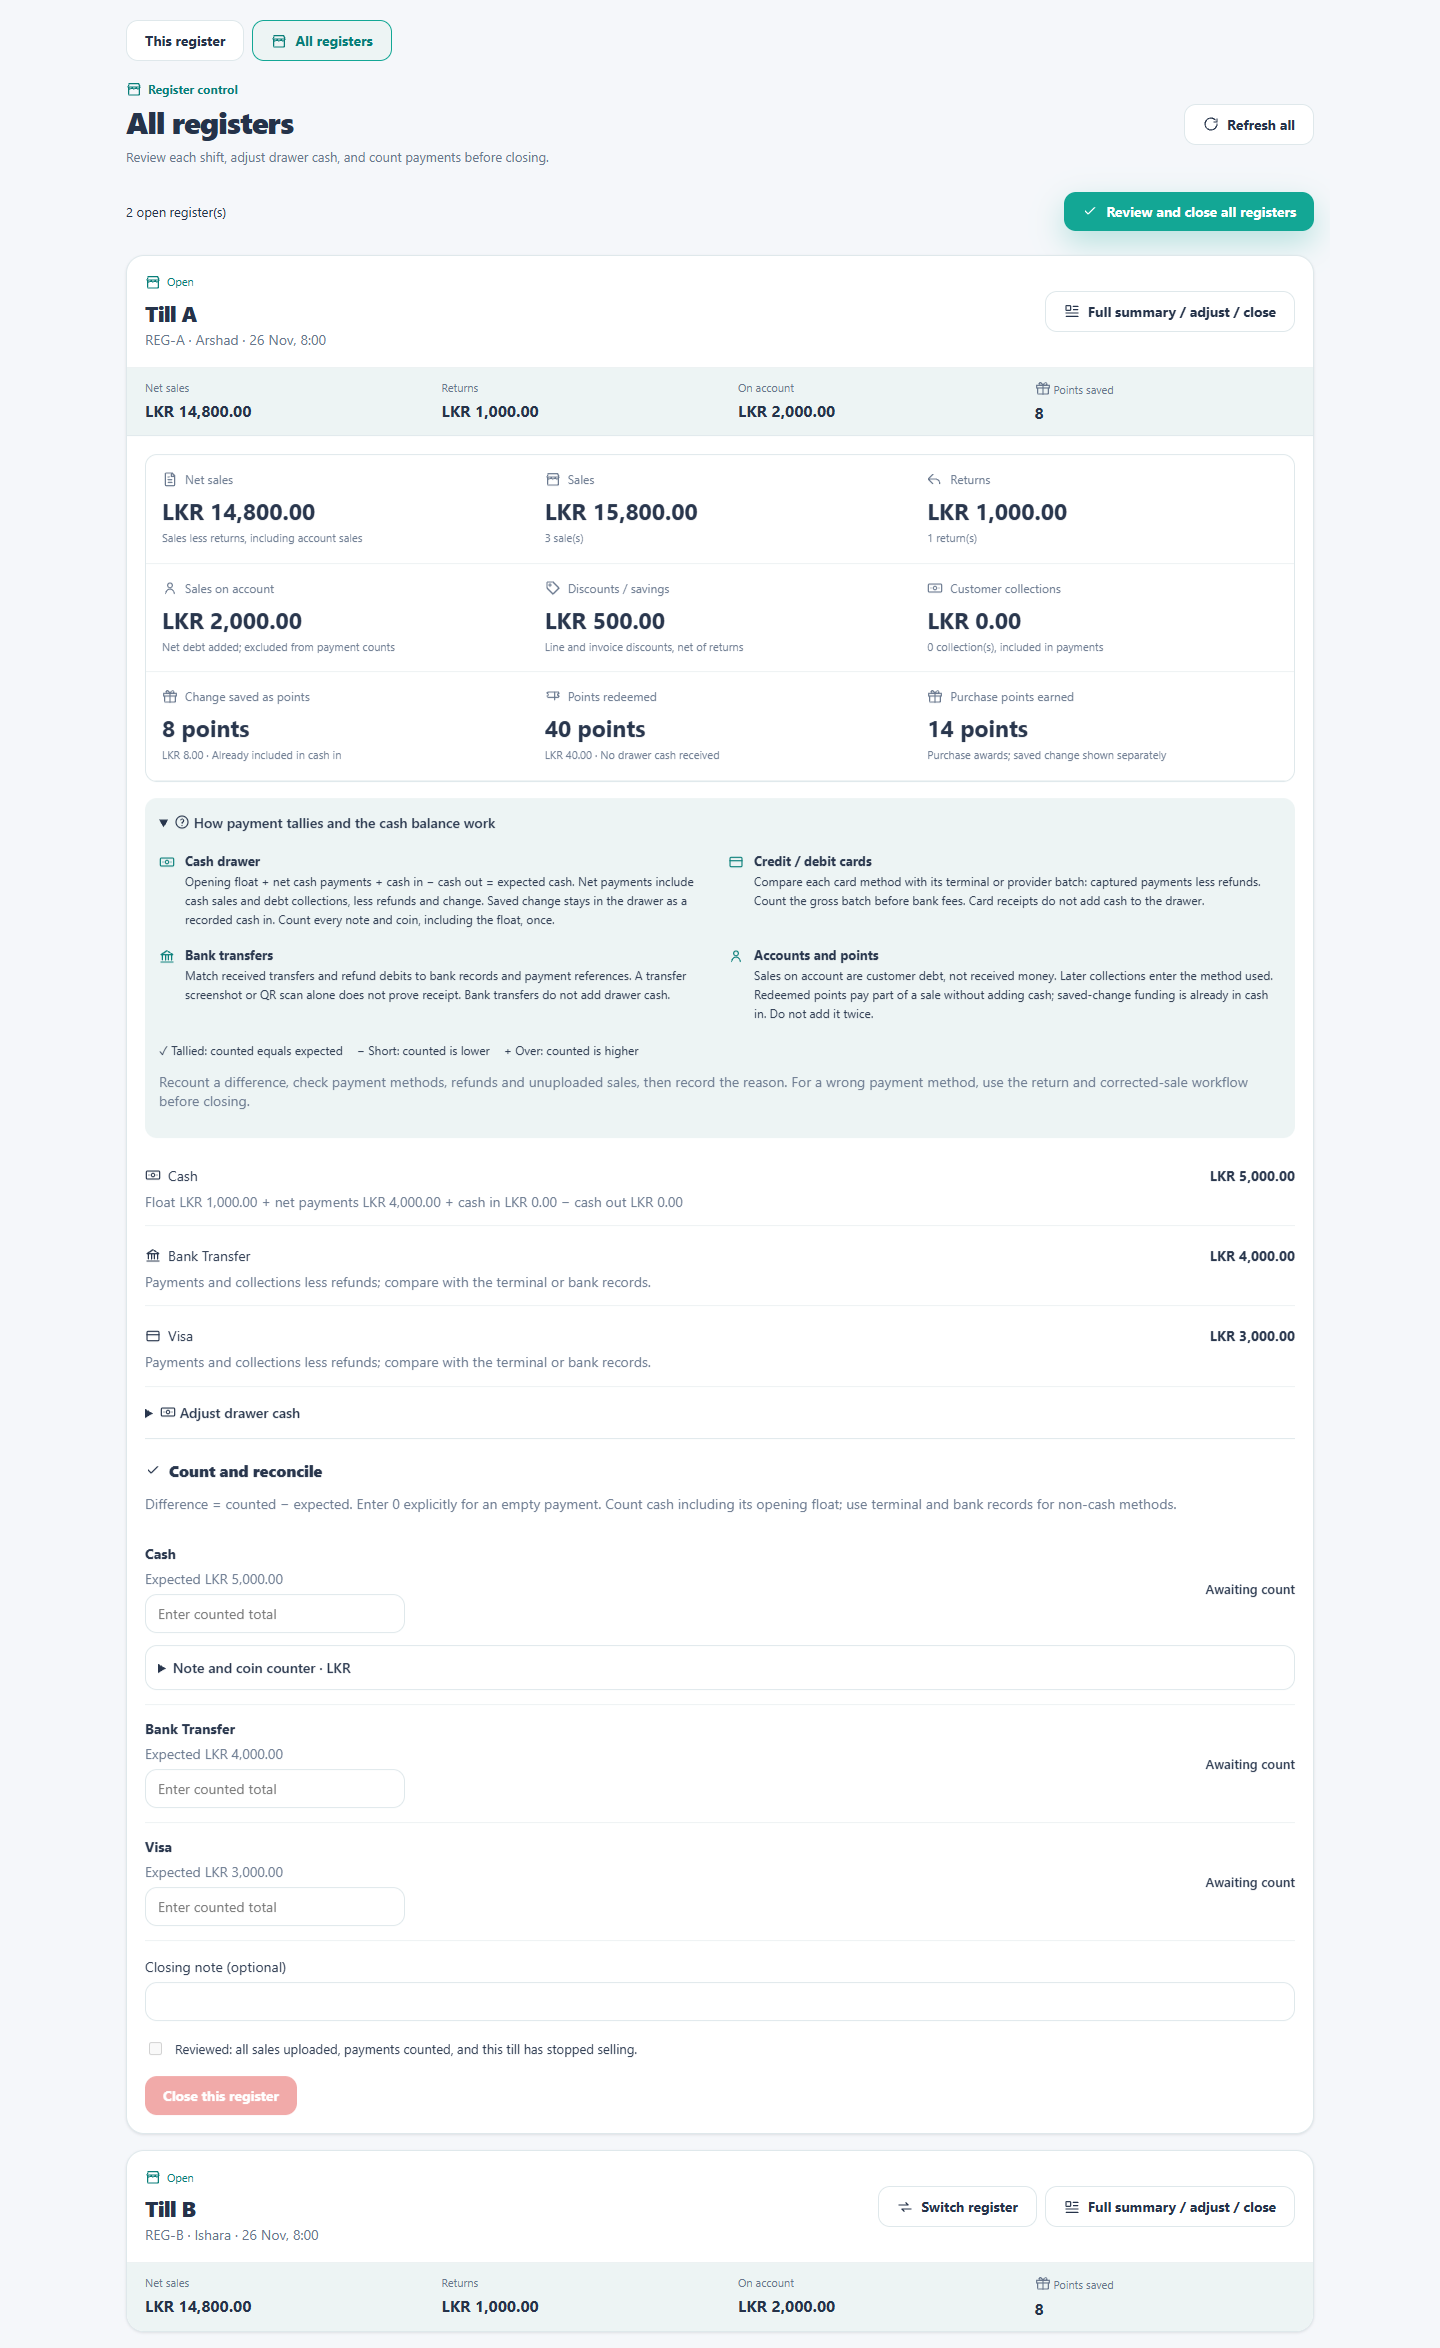 This register
All registers
Register control
All registers
Refresh all
Review each shift, adjust drawer cash, and count payments before closing.
2 open register(s)
Review and close all registers
Open
Till A
Full summary / adjust / close
REG-A · Arshad · 26 Nov, 8:00
Net sales
Returns
On account
Points saved
LKR 14,800.00
LKR 1,000.00
LKR 2,000.00
8
Net sales
Sales
Returns
LKR 14,800.00
LKR 15,800.00
LKR 1,000.00
Sales less returns, including account sales
3 sale(s)
1 return(s)
Sales on account
Discounts / savings
Customer collections
LKR 2,000.00
LKR 500.00
LKR 0.00
Net debt added; excluded from payment counts
Line and invoice discounts, net of returns
0 collection(s), included in payments
Change saved as points
Points redeemed
Purchase points earned
8 points
40 points
14 points
LKR 8.00 · Already included in cash in
LKR 40.00 · No drawer cash received
Purchase awards; saved change shown separately
How payment tallies and the cash balance work
Cash drawer
Opening float + net cash payments + cash in − cash out = expected cash. Net payments include
cash sales and debt collections, less refunds and change. Saved change stays in the drawer as a
recorded cash in. Count every note and coin, including the float, once.
Credit / debit cards
Compare each card method with its terminal or provider batch: captured payments less refunds.
Count the gross batch before bank fees. Card receipts do not add cash to the drawer.
Bank transfers
Match received transfers and refund debits to bank records and payment references. A transfer
screenshot or QR scan alone does not prove receipt. Bank transfers do not add drawer cash.
Accounts and points
Sales on account are customer debt, not received money. Later collections enter the method used.
Redeemed points pay part of a sale without adding cash; saved-change funding is already in cash
in. Do not add it twice.
✓ Tallied: counted equals expected − Short: counted is lower + Over: counted is higher
Recount a difference, check payment methods, refunds and unuploaded sales, then record the reason. For a wrong payment method, use the return and corrected-sale workflow
before closing.
Cash
LKR 5,000.00
Float LKR 1,000.00 + net payments LKR 4,000.00 + cash in LKR 0.00 − cash out LKR 0.00
Bank Transfer
LKR 4,000.00
Payments and collections less refunds; compare with the terminal or bank records.
Visa
LKR 3,000.00
Payments and collections less refunds; compare with the terminal or bank records.
Adjust drawer cash
Count and reconcile
Difference = counted − expected. Enter 0 explicitly for an empty payment. Count cash including its opening float; use terminal and bank records for non-cash methods.
Cash
Expected LKR 5,000.00
Awaiting count
Enter counted total
Note and coin counter · LKR
Bank Transfer
Expected LKR 4,000.00
Awaiting count
Enter counted total
Visa
Expected LKR 3,000.00
Awaiting count
Enter counted total
Closing note (optional)
Reviewed: all sales uploaded, payments counted, and this till has stopped selling.
Close this register
Open
Till B
Switch register
Full summary / adjust / close
REG-B · Ishara · 26 Nov, 8:00
Net sales
Returns
On account
Points saved
LKR 14,800.00
LKR 1,000.00
LKR 2,000.00
8